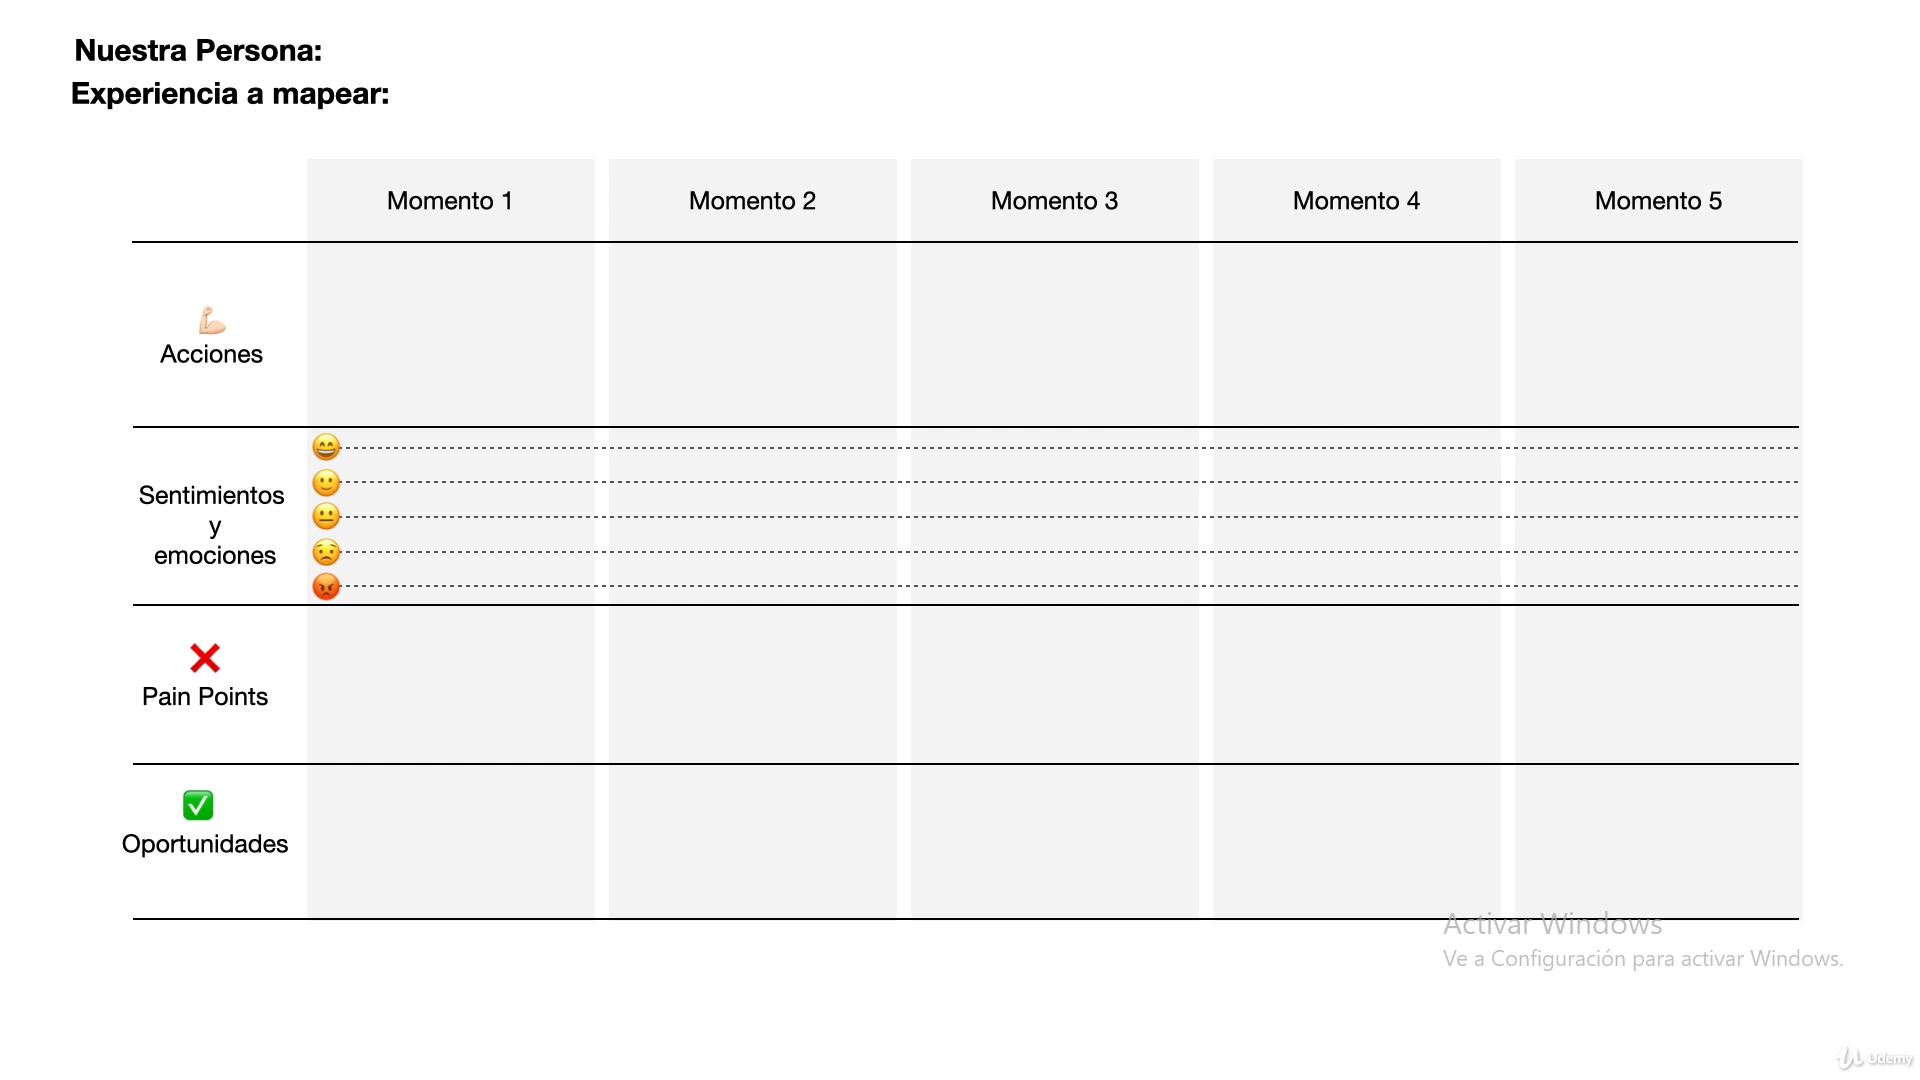 Nuestra Persona:
Experiencia a mapear:
Momento 1
Momento 2
Momento 3
Momento 4
Momento 5
Acciones
Sentimientos
y
emociones
Pain Points
Oportunidades
Activar Windows
Ve a Configuración para activar Windows.
Udemy